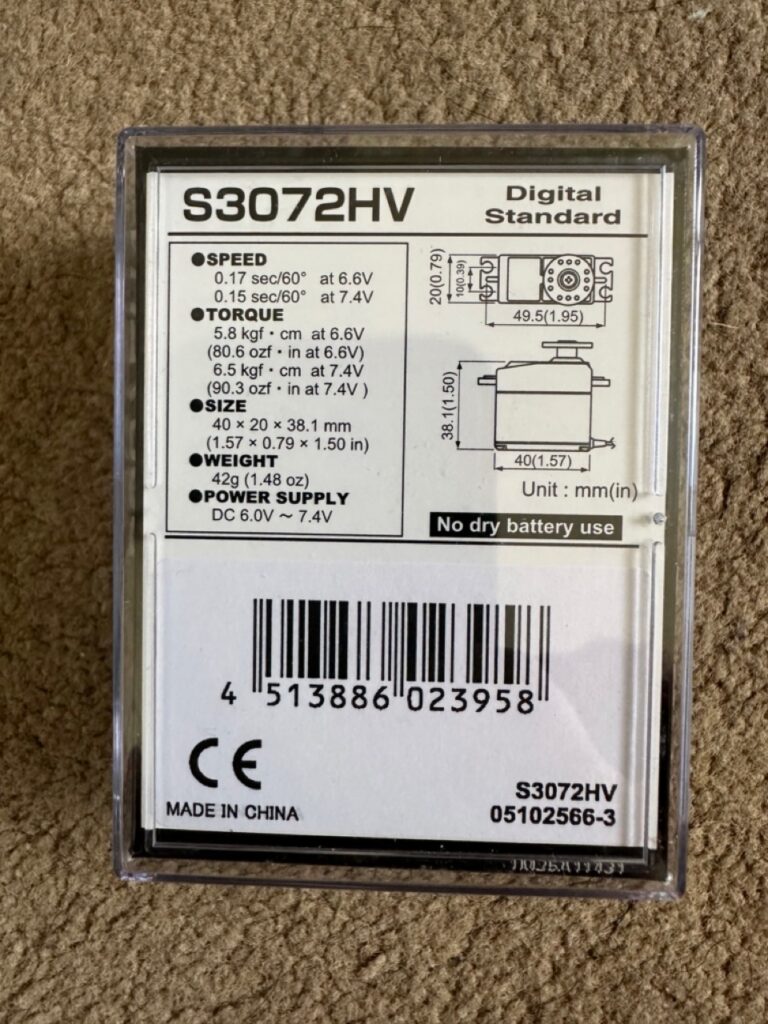 S3072HV
Digital
Standard
●SPEED
0.17 sec/60° at 6.6V
0.15 sec/60° at 7.4V
●TORQUE
5.8 kgf・cm at 6.6V
(80.6 ozf・in at 6.6V)
6.5 kgf・cm at 7.4V
(90.3 ozf・in at 7.4V )
●SIZE
40 × 20 × 38.1 mm
(1.57 × 0.79 × 1.50 in)
●WEIGHT
42g (1.48 oz)
●POWER SUPPLY
DC 6.0V ～ 7.4V
20(0.79)
10(0.39)
49.5(1.95)
38.1(1.50)
40(1.57)
Unit : mm(in)
No dry battery use
4 513886 023958
CE
MADE IN CHINA
S3072HV
05102566-3